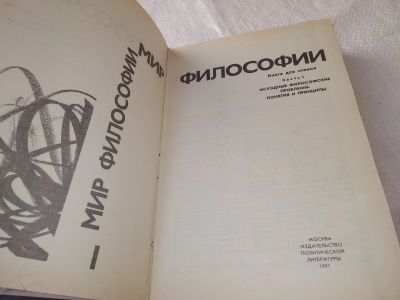 МИР ФИЛОСОФИИ
МИР
ФИЛОСОФИИ
Книга для чтения
Часть 1
ИСХОДНЫЕ ФИЛОСОФСКИЕ
ПРОБЛЕМЫ,
ПОНЯТИЯ И ПРИНЦИПЫ
МОСКВА
ИЗДАТЕЛЬСТВО
ПОЛИТИЧЕСКОЙ
ЛИТЕРАТУРЫ
1991